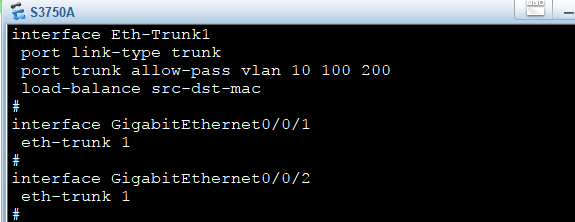 S3750A
interface Eth-Trunk1
 port link-type trunk
 port trunk allow-pass vlan 10 100 200
 load-balance src-dst-mac
#
interface GigabitEthernet0/0/1
 eth-trunk 1
#
interface GigabitEthernet0/0/2
 eth-trunk 1
#